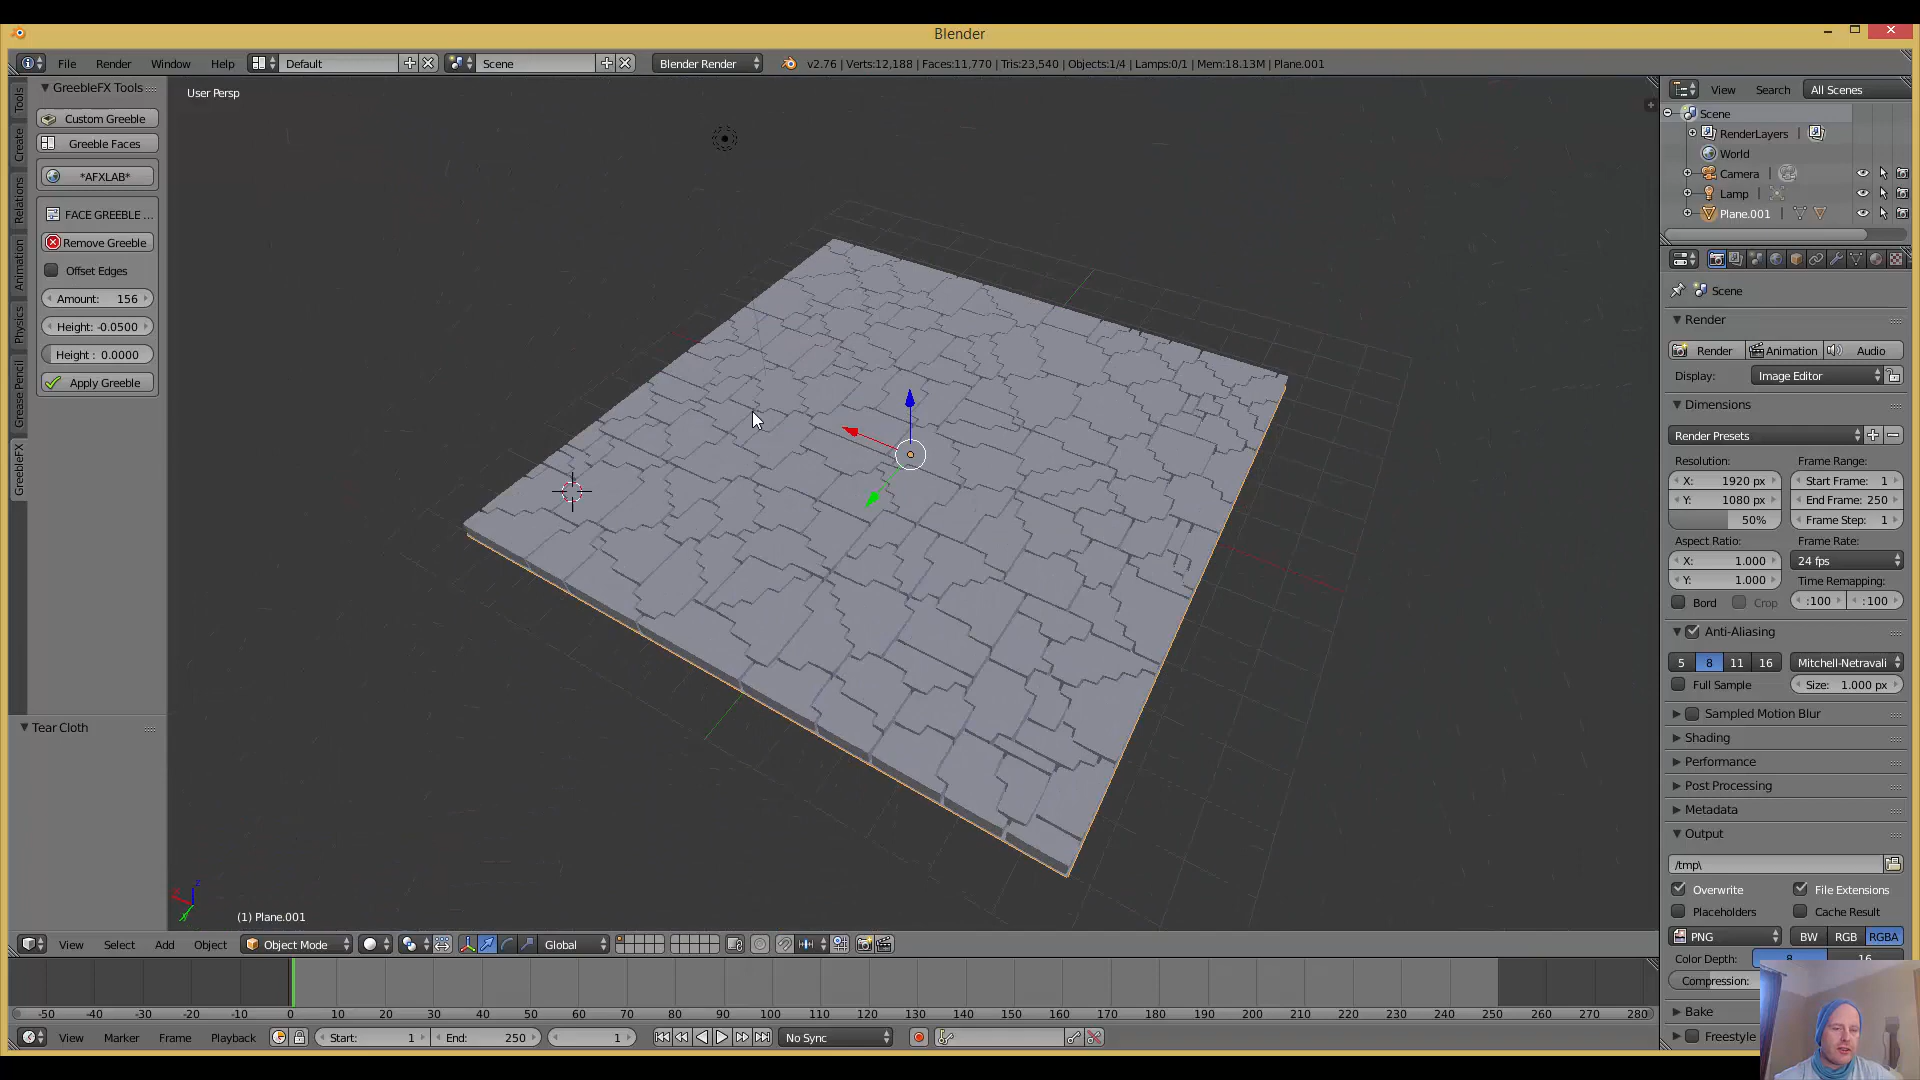 Blender
File Render Window Help Default Scene Blender Render v2.76 | Verts:12,188 | Faces:11,770 | Tris:23,540 | Objects:1/4 | Lamps:0/1 | Mem:18.13M | Plane.001
GreebleFX Tools
Custom Greeble
Greeble Faces
*AFXLAB*
FACE GREEBLE ...
Remove Greeble
Offset Edges
Amount: 156
Height: -0.0500
Height : 0.0000
Apply Greeble
Tools
Create
Relations
Animation
Physics
Grease Pencil
GreebleFX
Tear Cloth
User Persp
(1) Plane.001
View Select Add Object Object Mode Global
View Search All Scenes
Scene
RenderLayers
World
Camera
Lamp
Plane.001
Scene
Render
Render Animation Audio
Display: Image Editor
Dimensions
Render Presets
Resolution: Frame Range:
X: 1920 px Start Frame: 1
Y: 1080 px End Frame: 250
50% Frame Step: 1
Aspect Ratio: Frame Rate:
X: 1.000 24 fps
Y: 1.000 Time Remapping:
Bord Crop :100 :100
Anti-Aliasing
5 8 11 16 Mitchell-Netravali
Full Sample Size: 1.000 px
Sampled Motion Blur
Shading
Performance
Post Processing
Metadata
Output
/tmp\
Overwrite File Extensions
Placeholders Cache Result
PNG BW RGB RGBA
Color Depth: 8 16
Compression:
Bake
Freestyle
-50 -40 -30 -20 -10 0 10 20 30 40 50 60 70 80 90 100 110 120 130 140 150 160 170 180 190 200 210 220 230 240 250 260 270 280
View Marker Frame Playback Start: 1 End: 250 1 No Sync
x
y
z